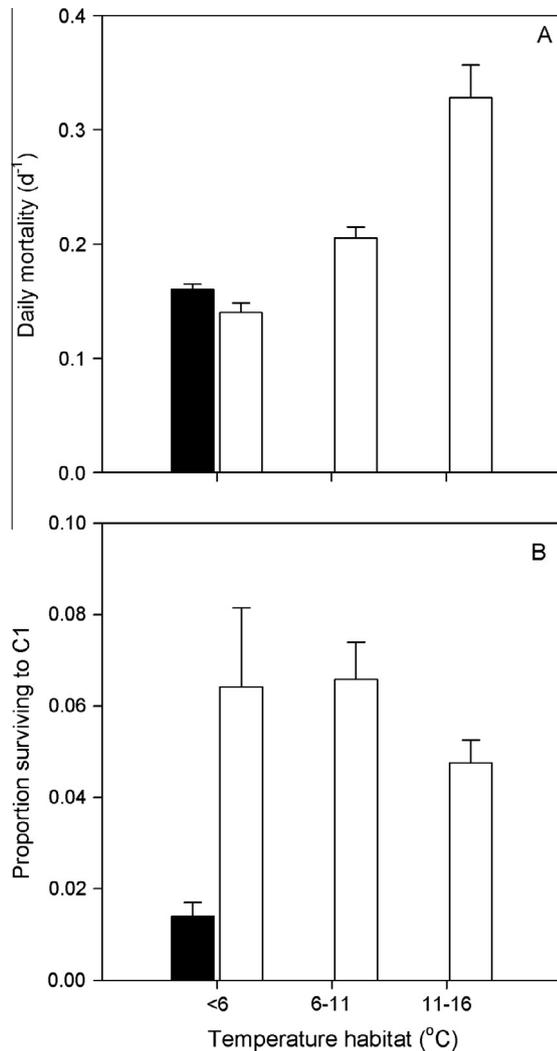 A
Daily mortality (d-1)
0.4
0.3
0.2
0.1
0.0
B
Proportion surviving to C1
0.10
0.08
0.06
0.04
0.02
0.00
<6 6-11 11-16
Temperature habitat (oC)